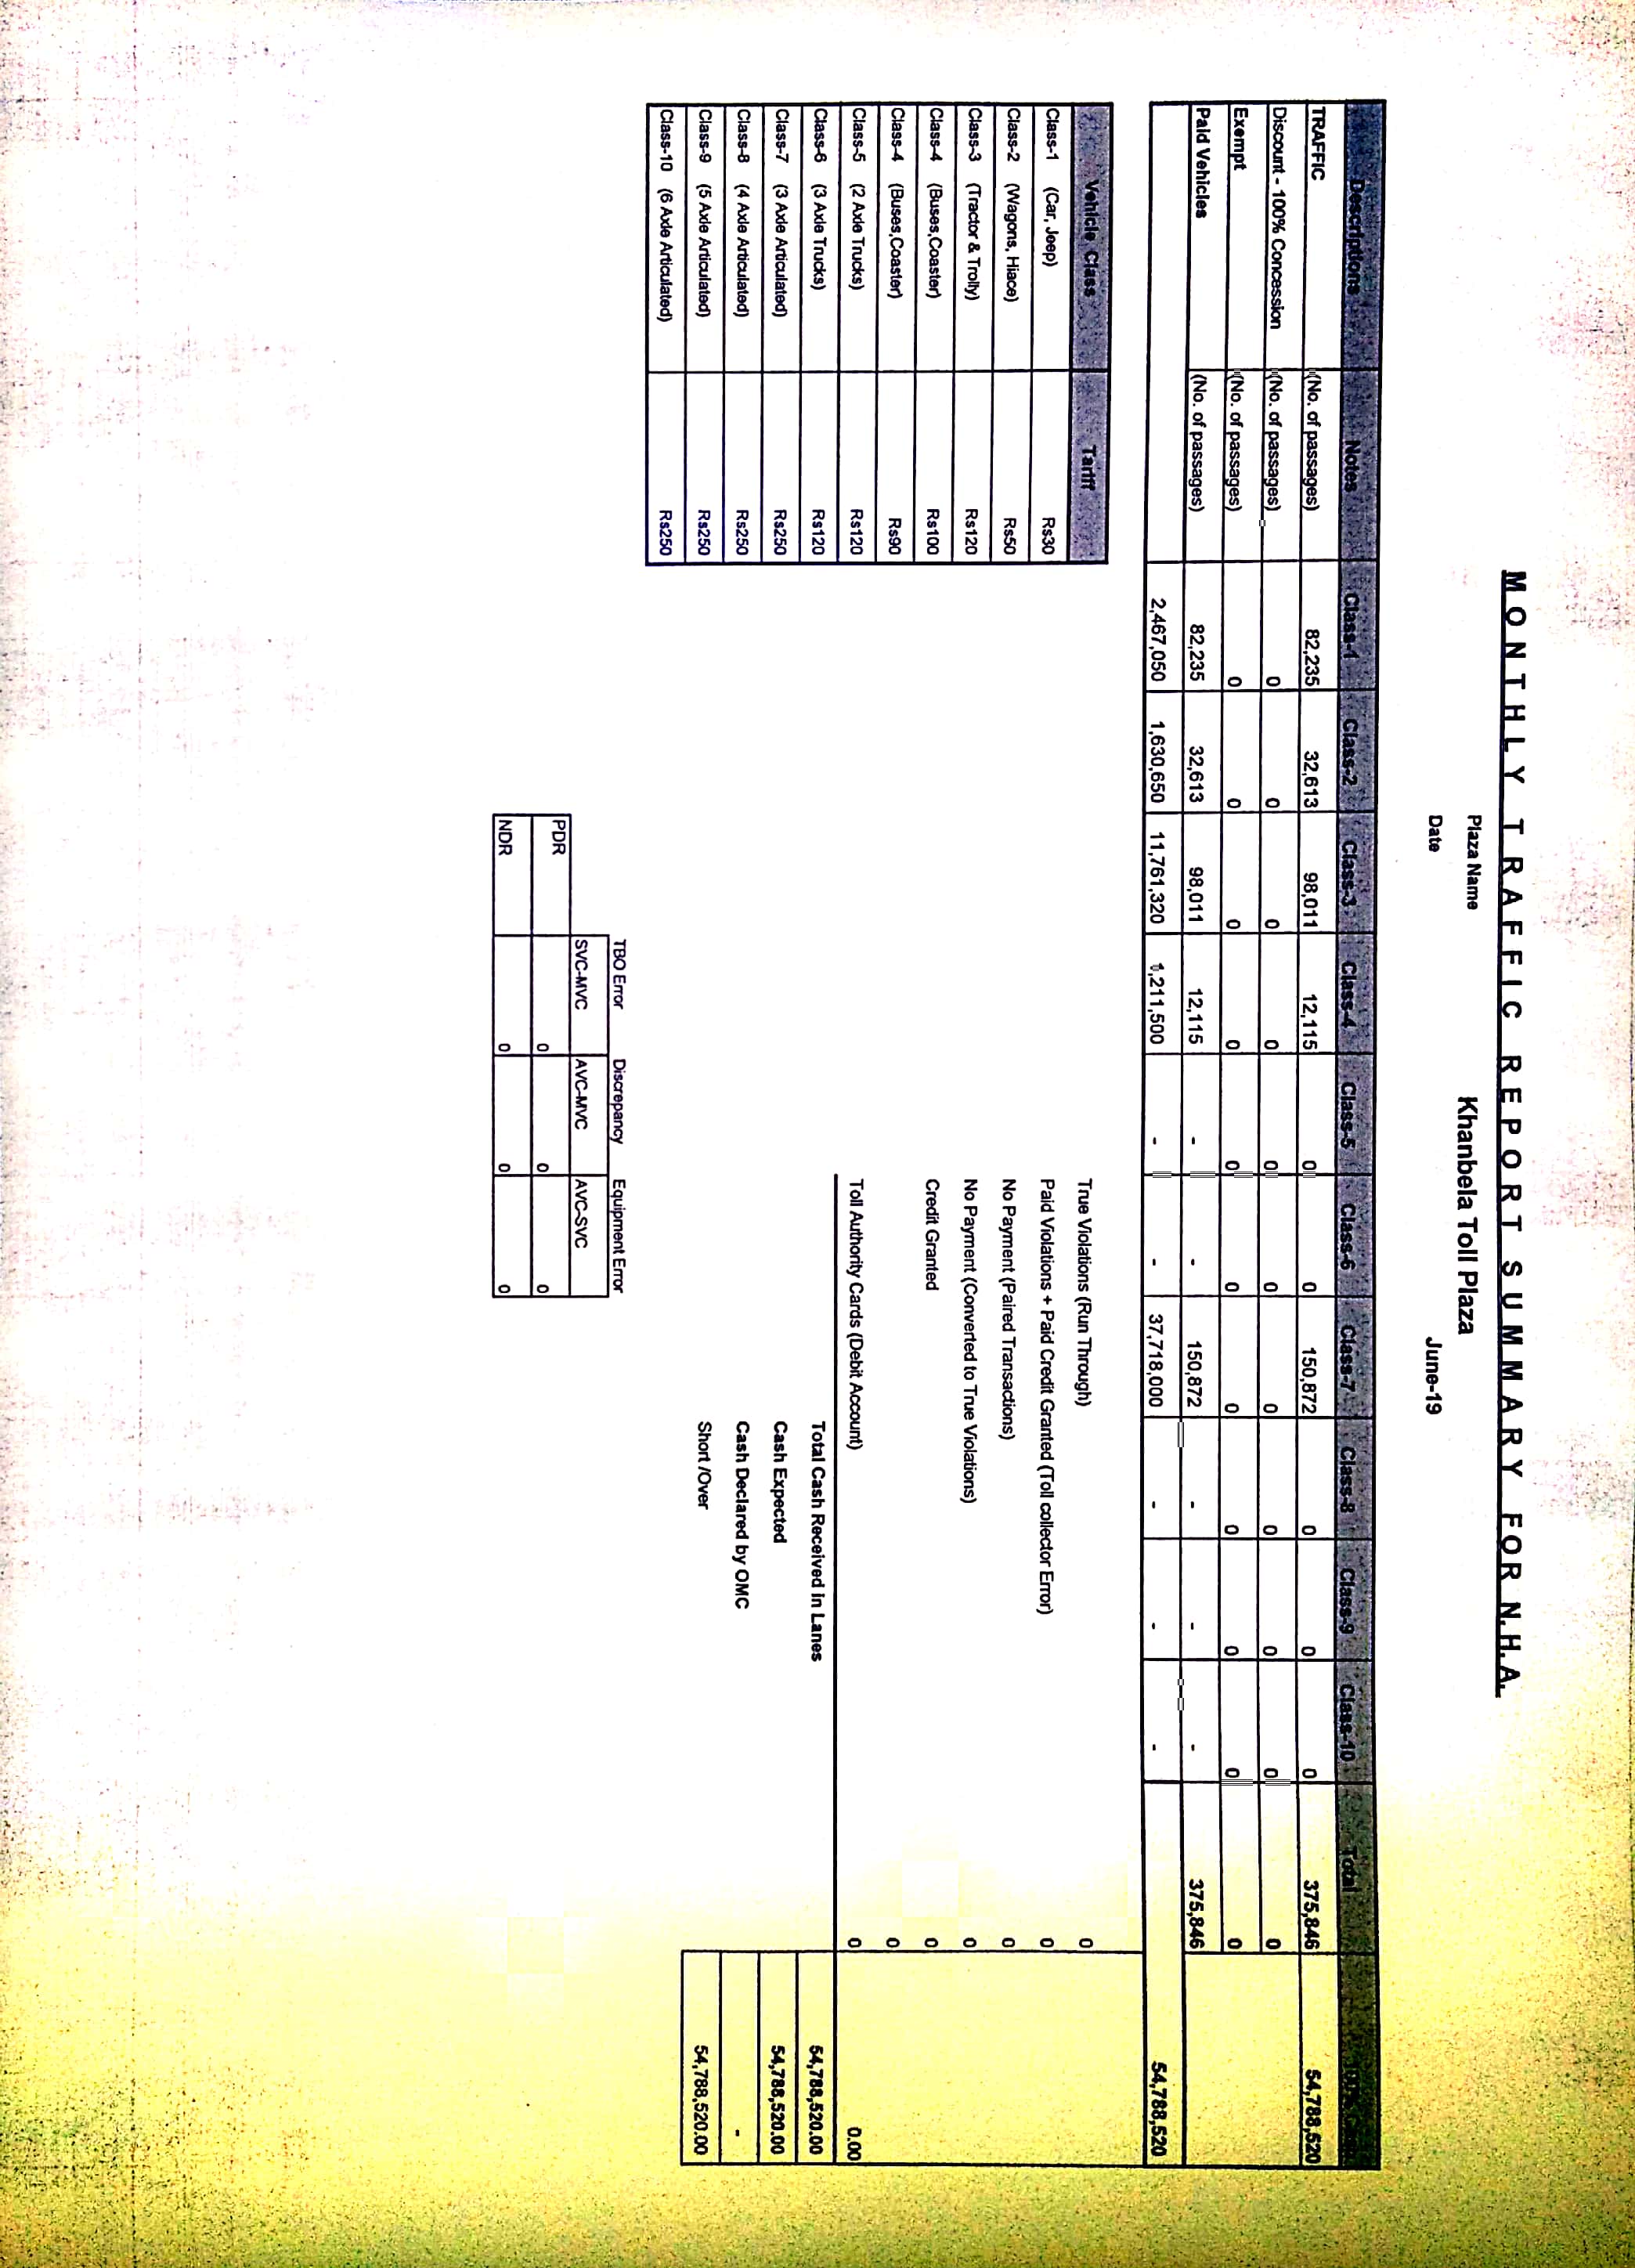 MONTHLY TRAFFIC REPORT SUMMARY FOR N.H.A.
Plaza Name Khanbela Toll Plaza
Date June-19
Descriptions Notes Class-1 Class-2 Class-3 Class-4 Class-5 Class-6 Class-7 Class-8 Class-9 Class-10 Total
TRAFFIC (No. of passages) 82,235 32,613 98,011 12,115 0 0 150,872 0 0 0 375,846 54,788,520
Discount - 100% Concession (No. of passages) 0 0 0 0 0 0 0 0 0 0 0
Exempt (No. of passages) 0 0 0 0 0 0 0 0 0 0 0
Paid Vehicles (No. of passages) 82,235 32,613 98,011 12,115 - - 150,872 - - - 375,846
2,467,050 1,630,650 11,761,320 1,211,500 - - 37,718,000 - - - 54,788,520
Vehicle Class Tariff
Class-1 (Car, Jeep) Rs30
Class-2 (Wagons, Hiace) Rs50
Class-3 (Tractor & Trolly) Rs120
Class-4 (Buses,Coaster) Rs100
Class-4 (Buses,Coaster) Rs90
Class-5 (2 Axle Trucks) Rs120
Class-6 (3 Axle Trucks) Rs120
Class-7 (3 Axle Articulated) Rs250
Class-8 (4 Axle Articulated) Rs250
Class-9 (5 Axle Articulated) Rs250
Class-10 (6 Axle Articulated) Rs250
True Violations (Run Through) 0
Paid Violations + Paid Credit Granted (Toll collector Error) 0
No Payment (Paired Transactions) 0
No Payment (Converted to True Violations) 0
Credit Granted 0
0
Toll Authority Cards (Debit Account) 0 0.00
Total Cash Received in Lanes 54,788,520.00
Cash Expected 54,788,520.00
Cash Declared by OMC -
Short /Over 54,788,520.00
TBO Error Discrepancy Equipment Error
SVC-MVC AVC-MVC AVC-SVC
PDR 0 0 0
NDR 0 0 0